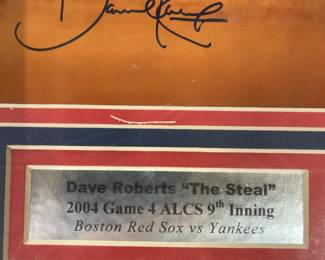 Dave Roberts "The Steal"
2004 Game 4 ALCS 9th Inning
Boston Red Sox vs Yankees